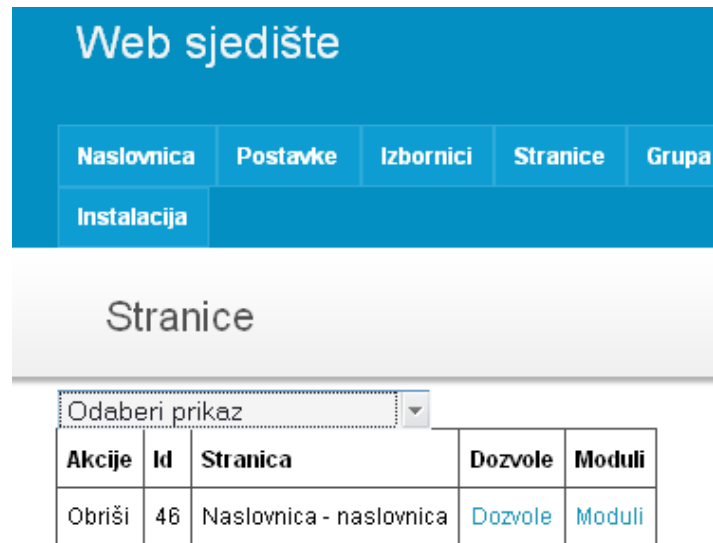 Web sjedište
Naslovnica Postavke Izbornici Stranice Grupa
Instalacija
Stranice
Odaberi prikaz
Akcije Id Stranica Dozvole Moduli
Obriši 46 Naslovnica - naslovnica Dozvole Moduli